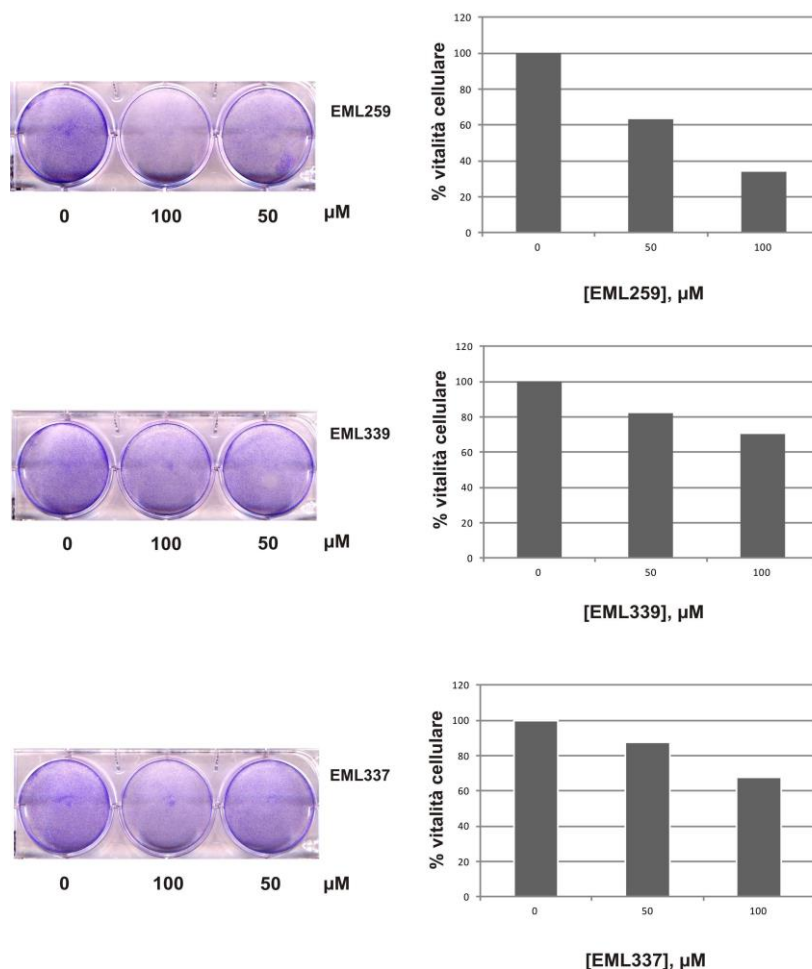 EML259
0 100 50 µM
% vitalità cellulare
120
100
80
60
40
20
0
0 50 100
[EML259], µM
EML339
0 100 50 µM
% vitalità cellulare
120
100
80
60
40
20
0
0 50 100
[EML339], µM
EML337
0 100 50 µM
% vitalità cellulare
120
100
80
60
40
20
0
0 50 100
[EML337], µM